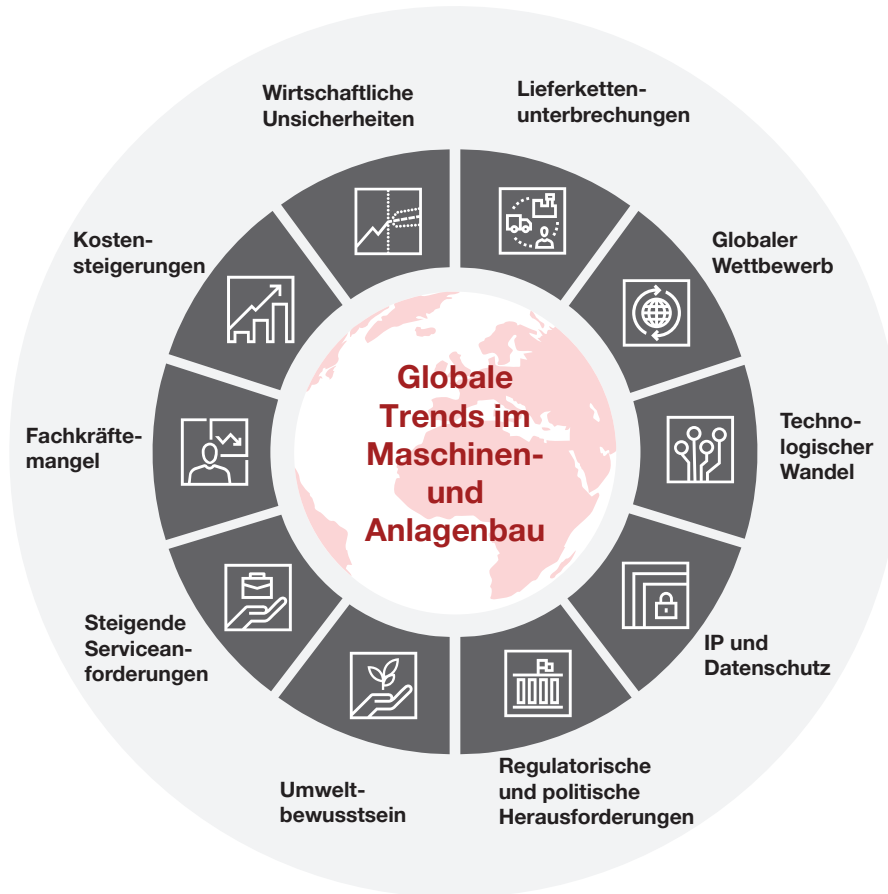 Wirtschaftliche
Unsicherheiten
Lieferketten-
unterbrechungen
Globaler
Wettbewerb
Techno-
logischer
Wandel
IP und
Datenschutz
Regulatorische
und politische
Herausforderungen
Umwelt-
bewusstsein
Steigende
Servicean-
forderungen
Fachkräfte-
mangel
Kosten-
steigerungen
Globale
Trends im
Maschinen-
und
Anlagenbau